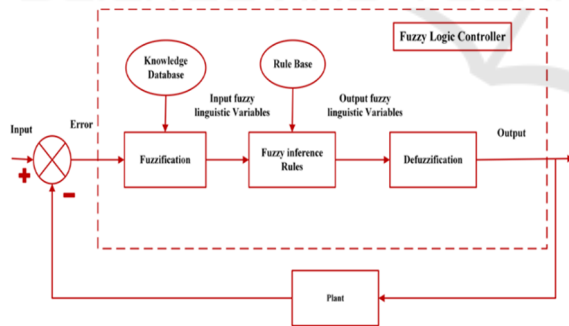 Fuzzy Logic Controller
Knowledge
Database
Rule Base
Input fuzzy
linguistic Variables
Output fuzzy
linguistic Variables
Input
Error
Output
Fuzzification
Fuzzy inference
Rules
Defuzzification
+
−
Plant